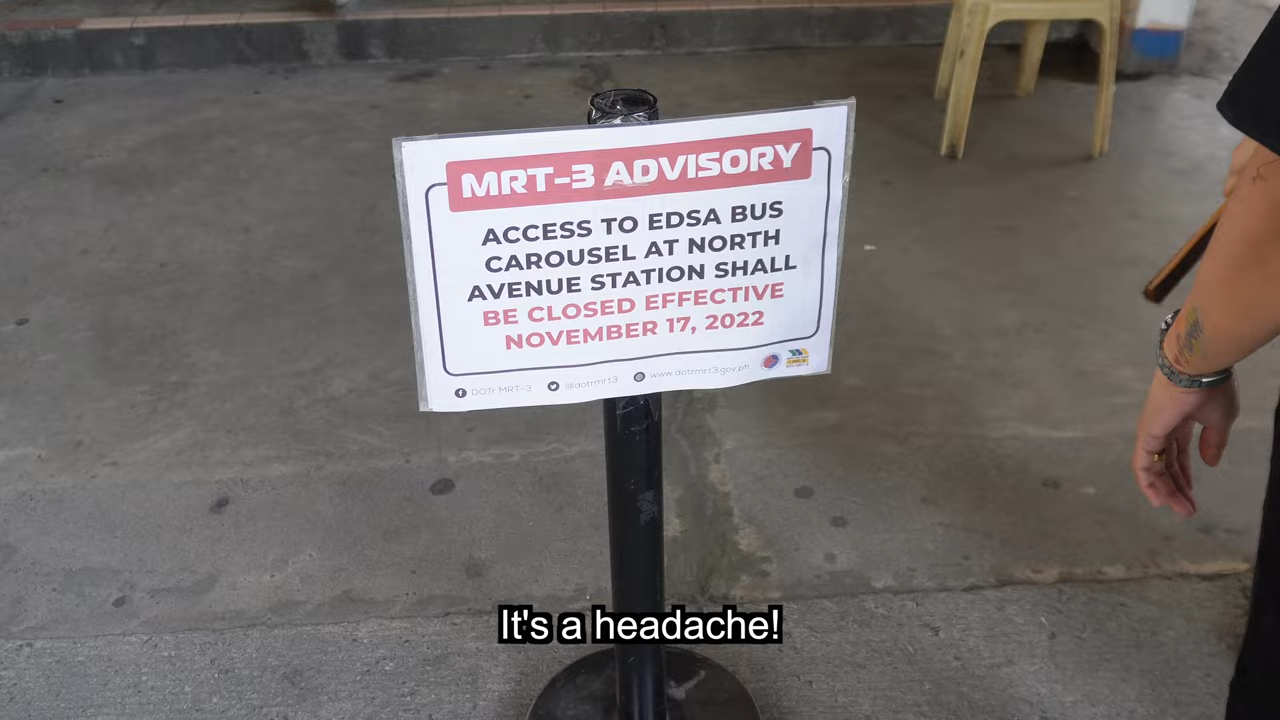 MRT-3 ADVISORY
ACCESS TO EDSA BUS
CAROUSEL AT NORTH
AVENUE STATION SHALL
BE CLOSED EFFECTIVE
NOVEMBER 17, 2022
DOTr MRT-3 @dotrmrt3 www.dotrmrt3.gov.ph
It's a headache!